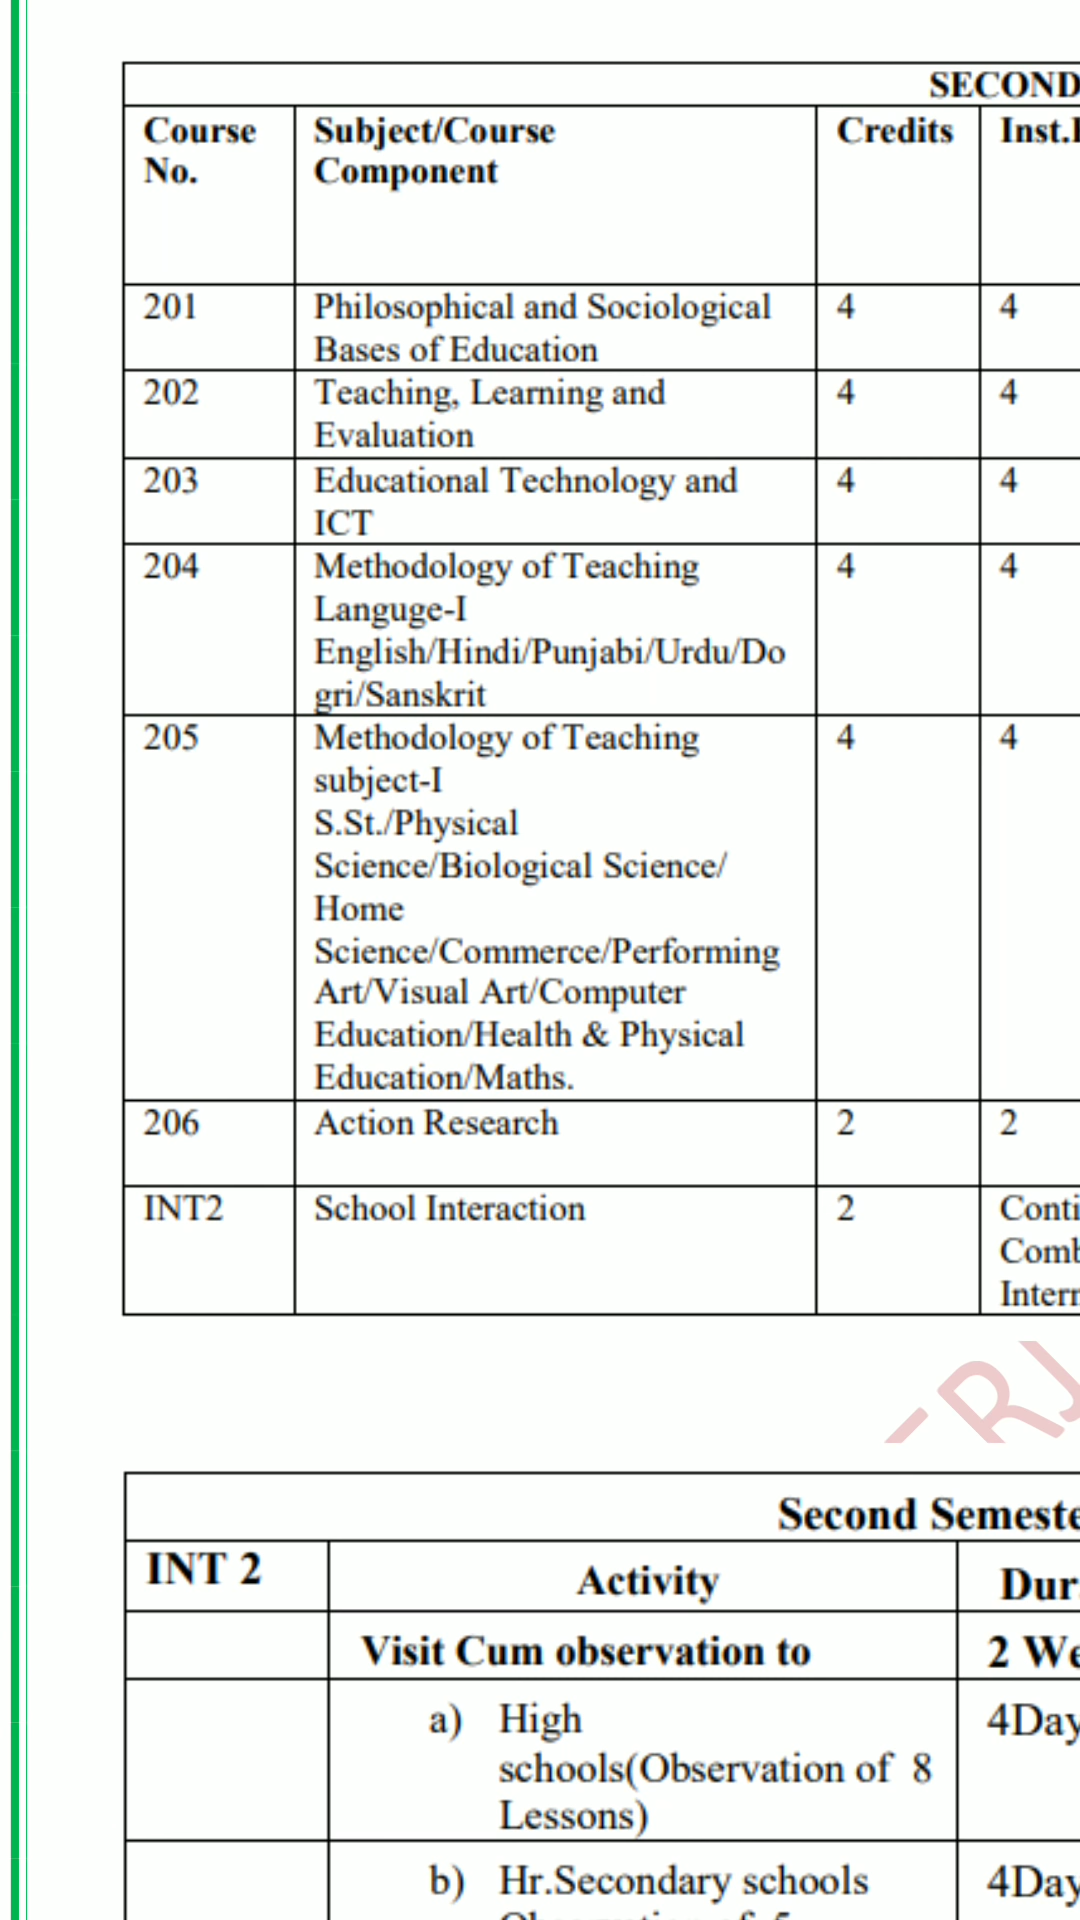 SECOND
Course No.
Subject/Course Component
Credits
201
Philosophical and Sociological
Bases of Education
4
4
202
Teaching, Learning and
Evaluation
4
4
203
Educational Technology and
ICT
4
4
204
Methodology of Teaching
Languge-I
English/Hindi/Punjabi/Urdu/Do
gri/Sanskrit
4
4
205
Methodology of Teaching
subject-I
S.St./Physical
Science/Biological Science/
Home
Science/Commerce/Performing
Art/Visual Art/Computer
Education/Health & Physical
Education/Maths.
4
4
206
Action Research
2
2
INT2
School Interaction
2
Second
INT 2
Activity
Visit Cum observation to
2
a) High
schools(Observation of 8
Lessons)
4Day
b) Hr.Secondary schools
4Day